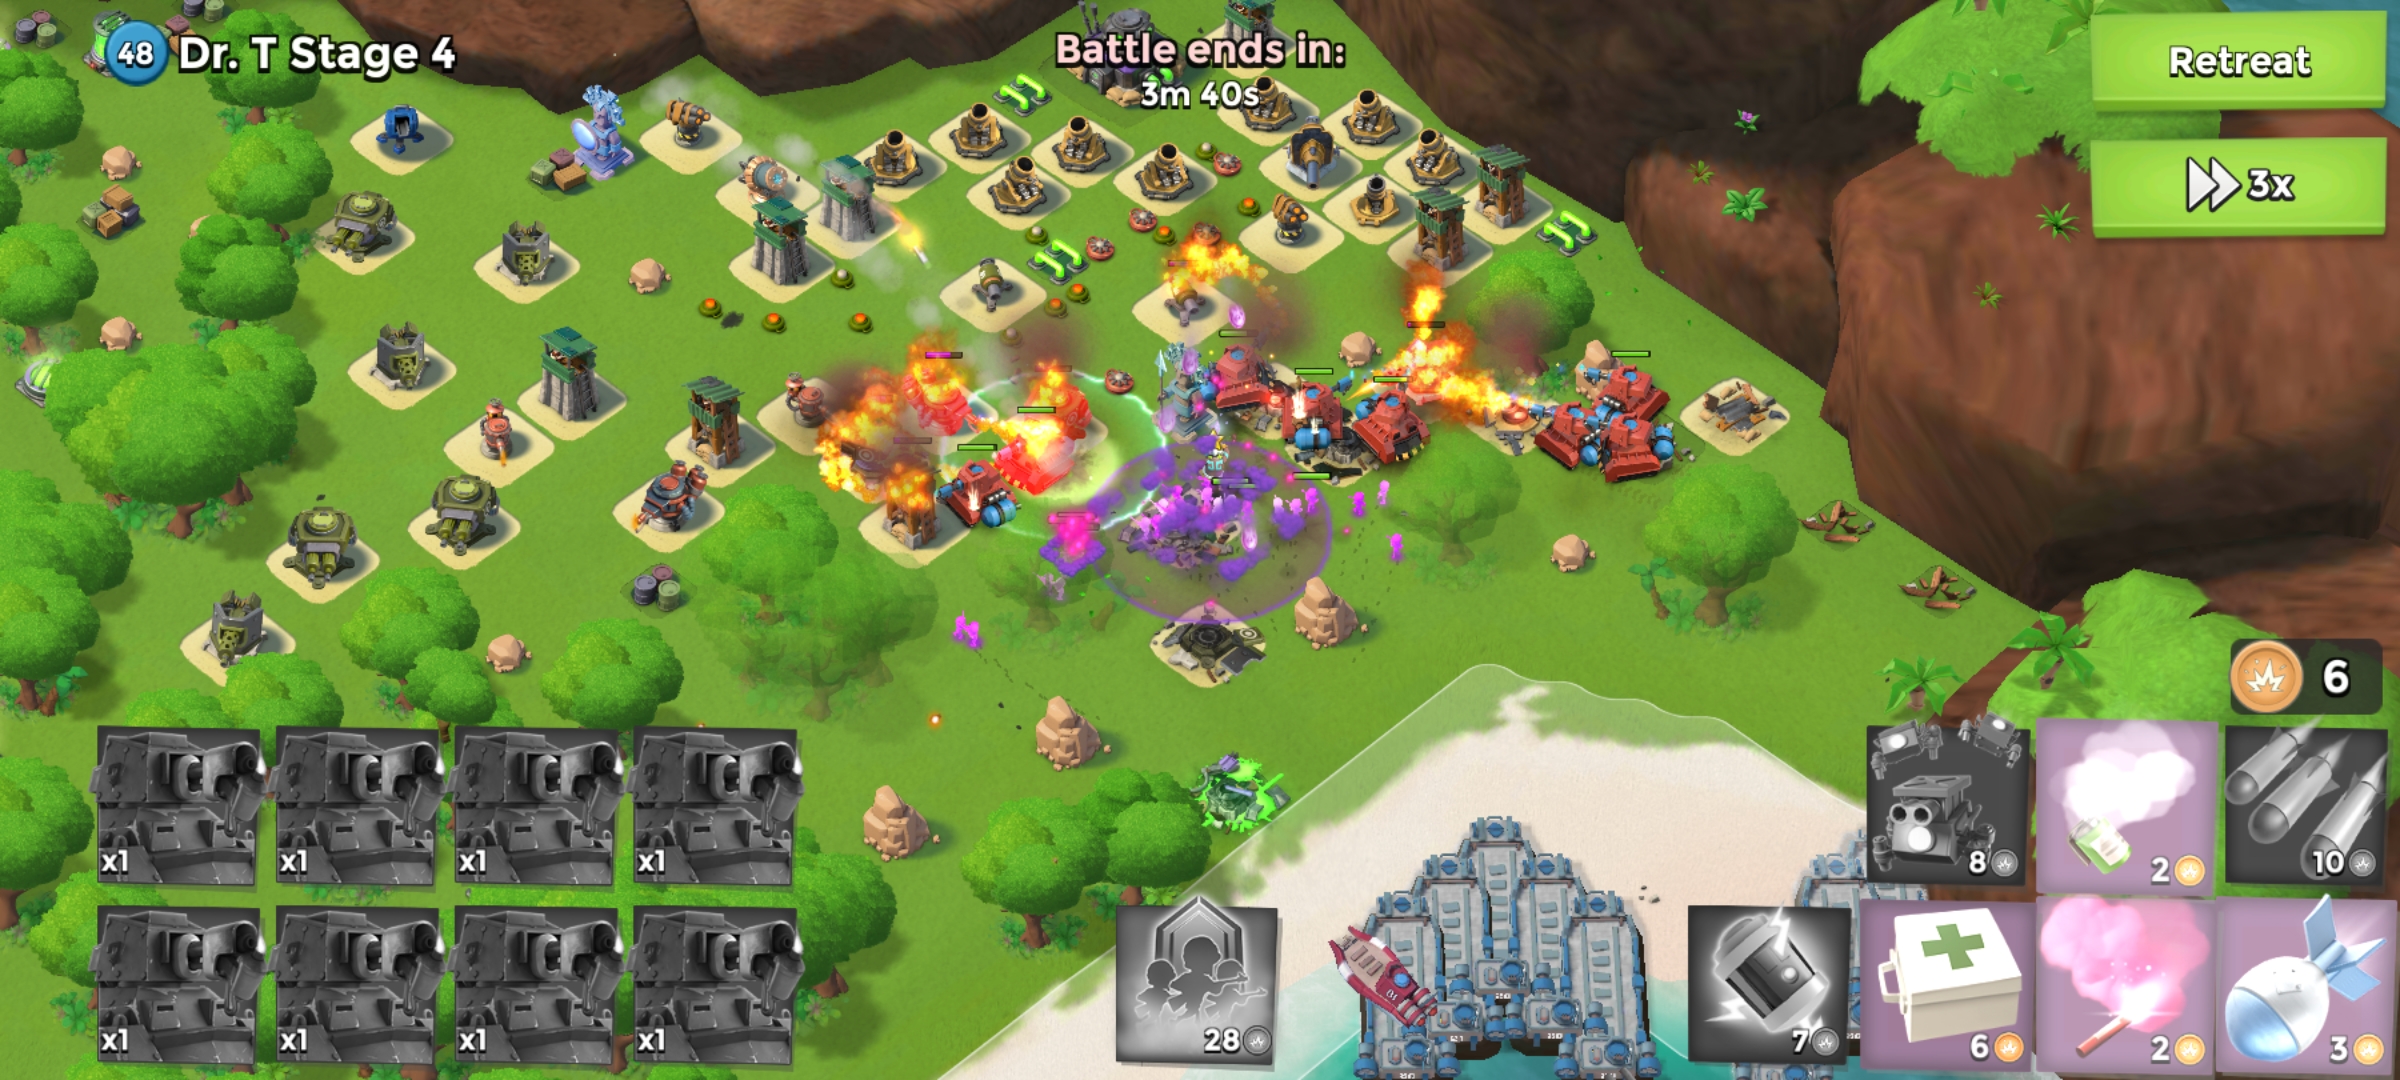 48 Dr. T Stage 4
Battle ends in:
3m 40s
Retreat
3x
6
x1 x1 x1 x1
8 2 10
x1 x1 x1 x1
28 7 6 2 3